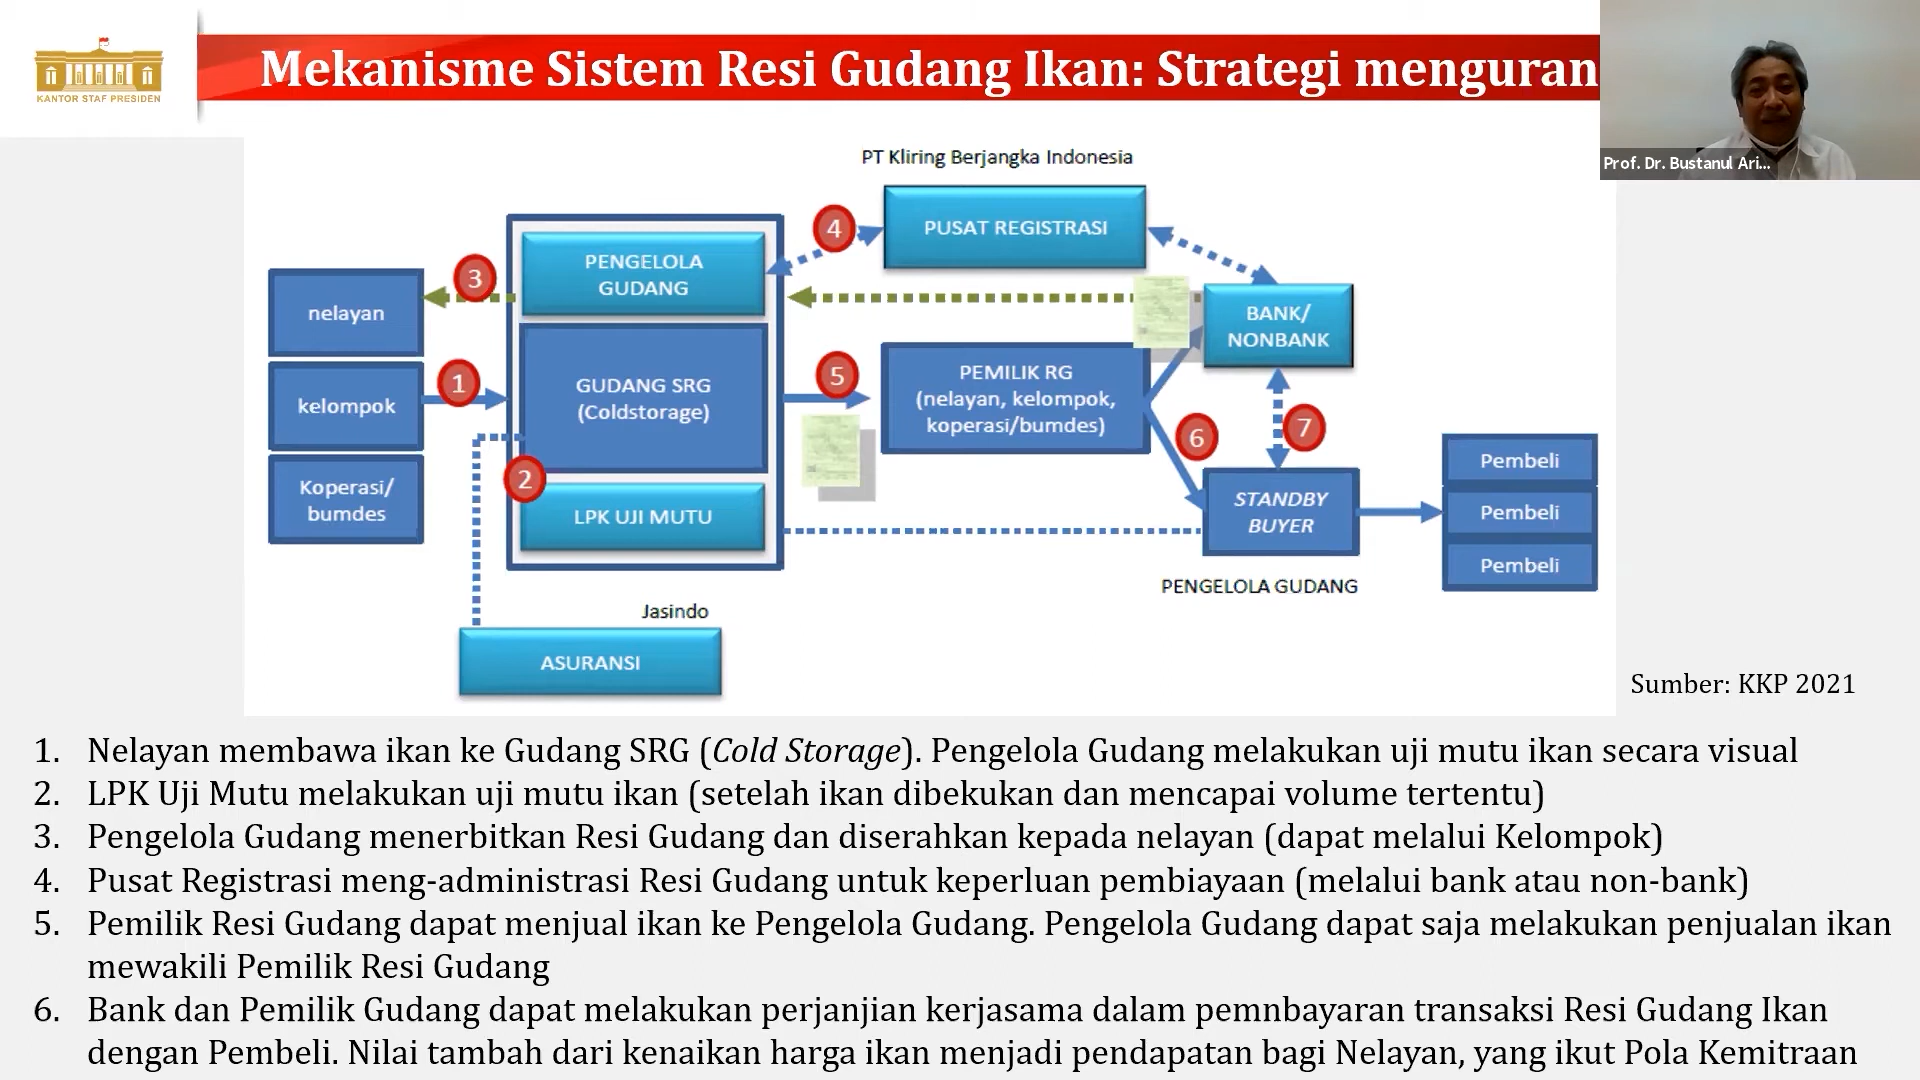 KANTOR STAF PRESIDEN
Mekanisme Sistem Resi Gudang Ikan: Strategi menguran
Prof. Dr. Bustanul Ari...
PT Kliring Berjangka Indonesia
4
PUSAT REGISTRASI
3
PENGELOLA
GUDANG
nelayan
BANK/
NONBANK
1
kelompok
GUDANG SRG
(Coldstorage)
5
PEMILIK RG
(nelayan, kelompok,
koperasi/bumdes)
6
7
Koperasi/
bumdes
2
LPK UJI MUTU
STANDBY
BUYER
Pembeli
Pembeli
Pembeli
PENGELOLA GUDANG
Jasindo
ASURANSI
Sumber: KKP 2021
1. Nelayan membawa ikan ke Gudang SRG (Cold Storage). Pengelola Gudang melakukan uji mutu ikan secara visual
2. LPK Uji Mutu melakukan uji mutu ikan (setelah ikan dibekukan dan mencapai volume tertentu)
3. Pengelola Gudang menerbitkan Resi Gudang dan diserahkan kepada nelayan (dapat melalui Kelompok)
4. Pusat Registrasi meng-administrasi Resi Gudang untuk keperluan pembiayaan (melalui bank atau non-bank)
5. Pemilik Resi Gudang dapat menjual ikan ke Pengelola Gudang. Pengelola Gudang dapat saja melakukan penjualan ikan
mewakili Pemilik Resi Gudang
6. Bank dan Pemilik Gudang dapat melakukan perjanjian kerjasama dalam pemnbayaran transaksi Resi Gudang Ikan
dengan Pembeli. Nilai tambah dari kenaikan harga ikan menjadi pendapatan bagi Nelayan, yang ikut Pola Kemitraan